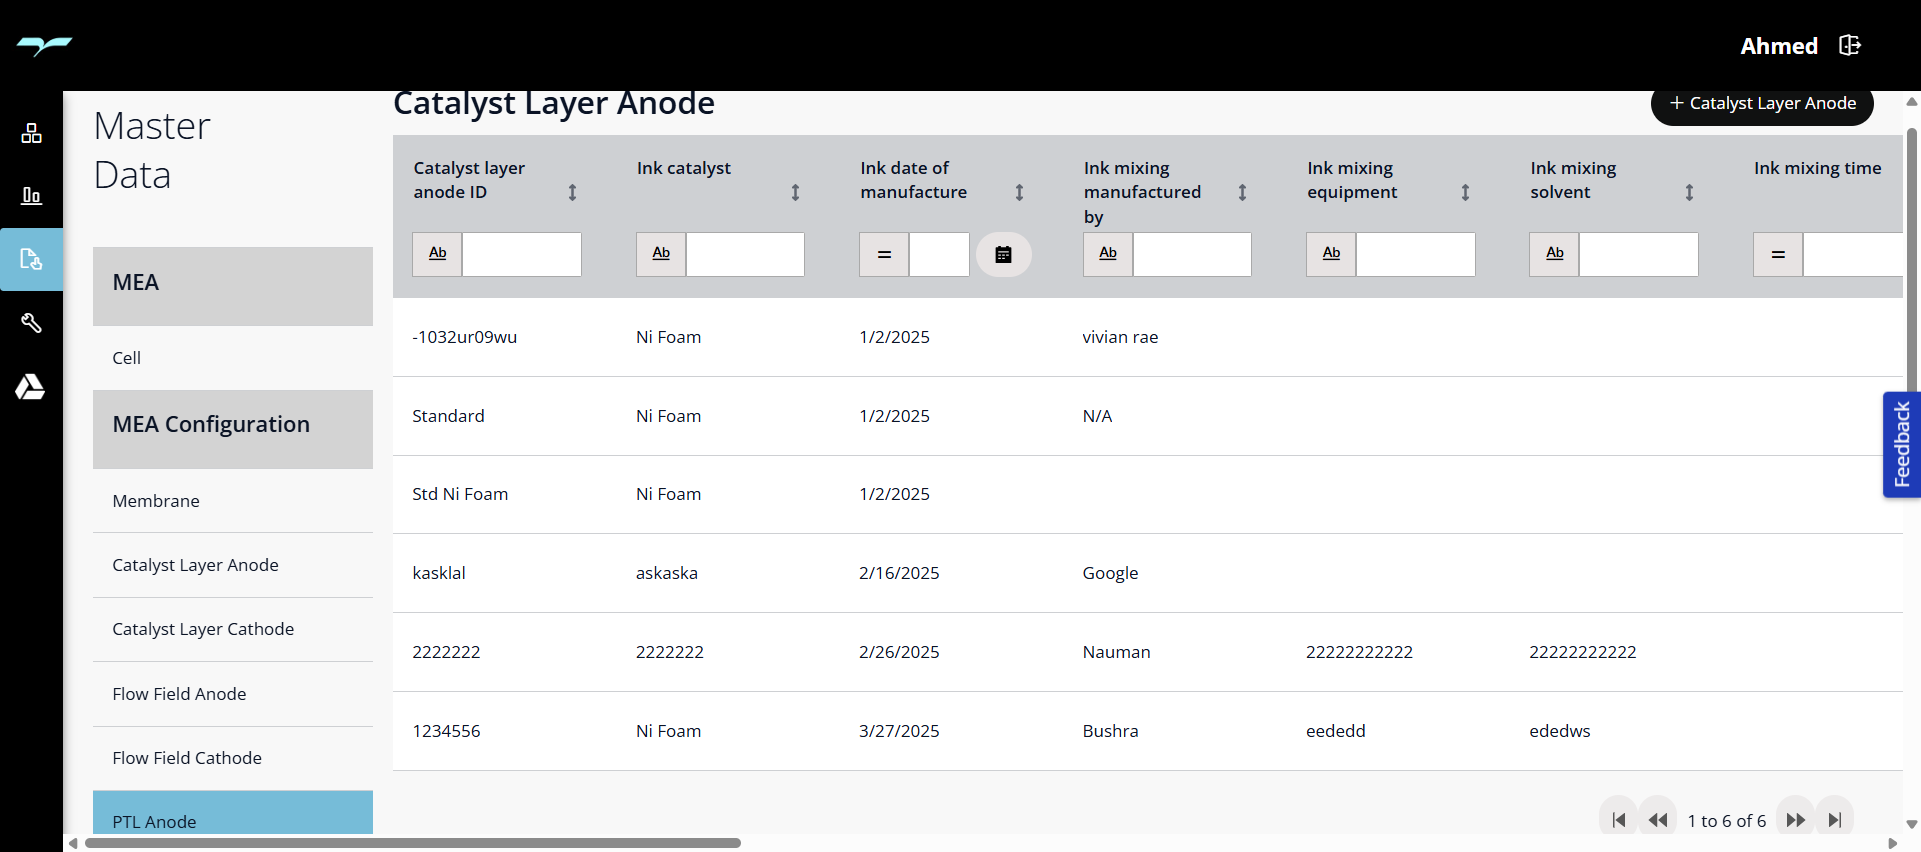 Ahmed
Master
Data
MEA
Cell
MEA Configuration
Membrane
Catalyst Layer Anode
Catalyst Layer Cathode
Flow Field Anode
Flow Field Cathode
PTL Anode
Catalyst Layer Anode
+ Catalyst Layer Anode
Catalyst layer anode ID
Ink catalyst
Ink date of manufacture
Ink mixing manufactured by
Ink mixing equipment
Ink mixing solvent
Ink mixing time
Ab Ab = Ab Ab Ab =
-1032ur09wu Ni Foam 1/2/2025 vivian rae
Standard Ni Foam 1/2/2025 N/A
Std Ni Foam Ni Foam 1/2/2025
kasklal askaska 2/16/2025 Google
2222222 2222222 2/26/2025 Nauman 22222222222 22222222222
1234556 Ni Foam 3/27/2025 Bushra eededd ededws
1 to 6 of 6
Feedback